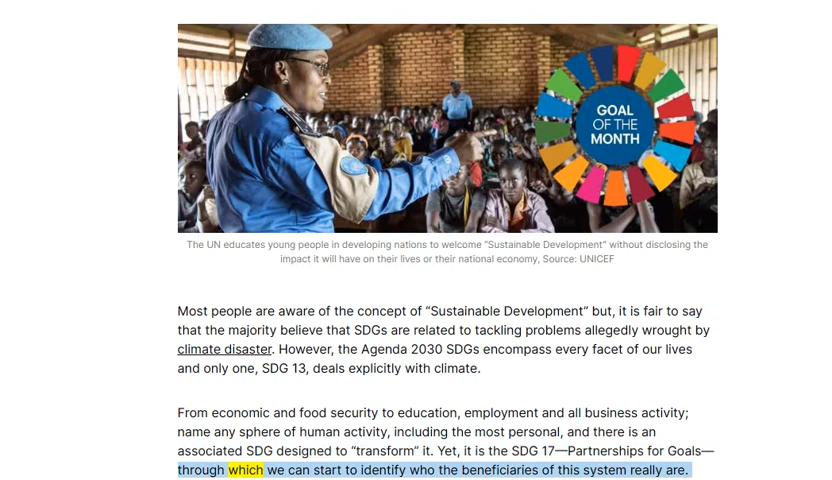 GOAL
OF THE
MONTH
The UN educates young people in developing nations to welcome “Sustainable Development” without disclosing the
impact it will have on their lives or their national economy, Source: UNICEF
Most people are aware of the concept of “Sustainable Development” but, it is fair to say
that the majority believe that SDGs are related to tackling problems allegedly wrought by
climate disaster. However, the Agenda 2030 SDGs encompass every facet of our lives
and only one, SDG 13, deals explicitly with climate.
From economic and food security to education, employment and all business activity;
name any sphere of human activity, including the most personal, and there is an
associated SDG designed to “transform” it. Yet, it is the SDG 17—Partnerships for Goals—
through which we can start to identify who the beneficiaries of this system really are.